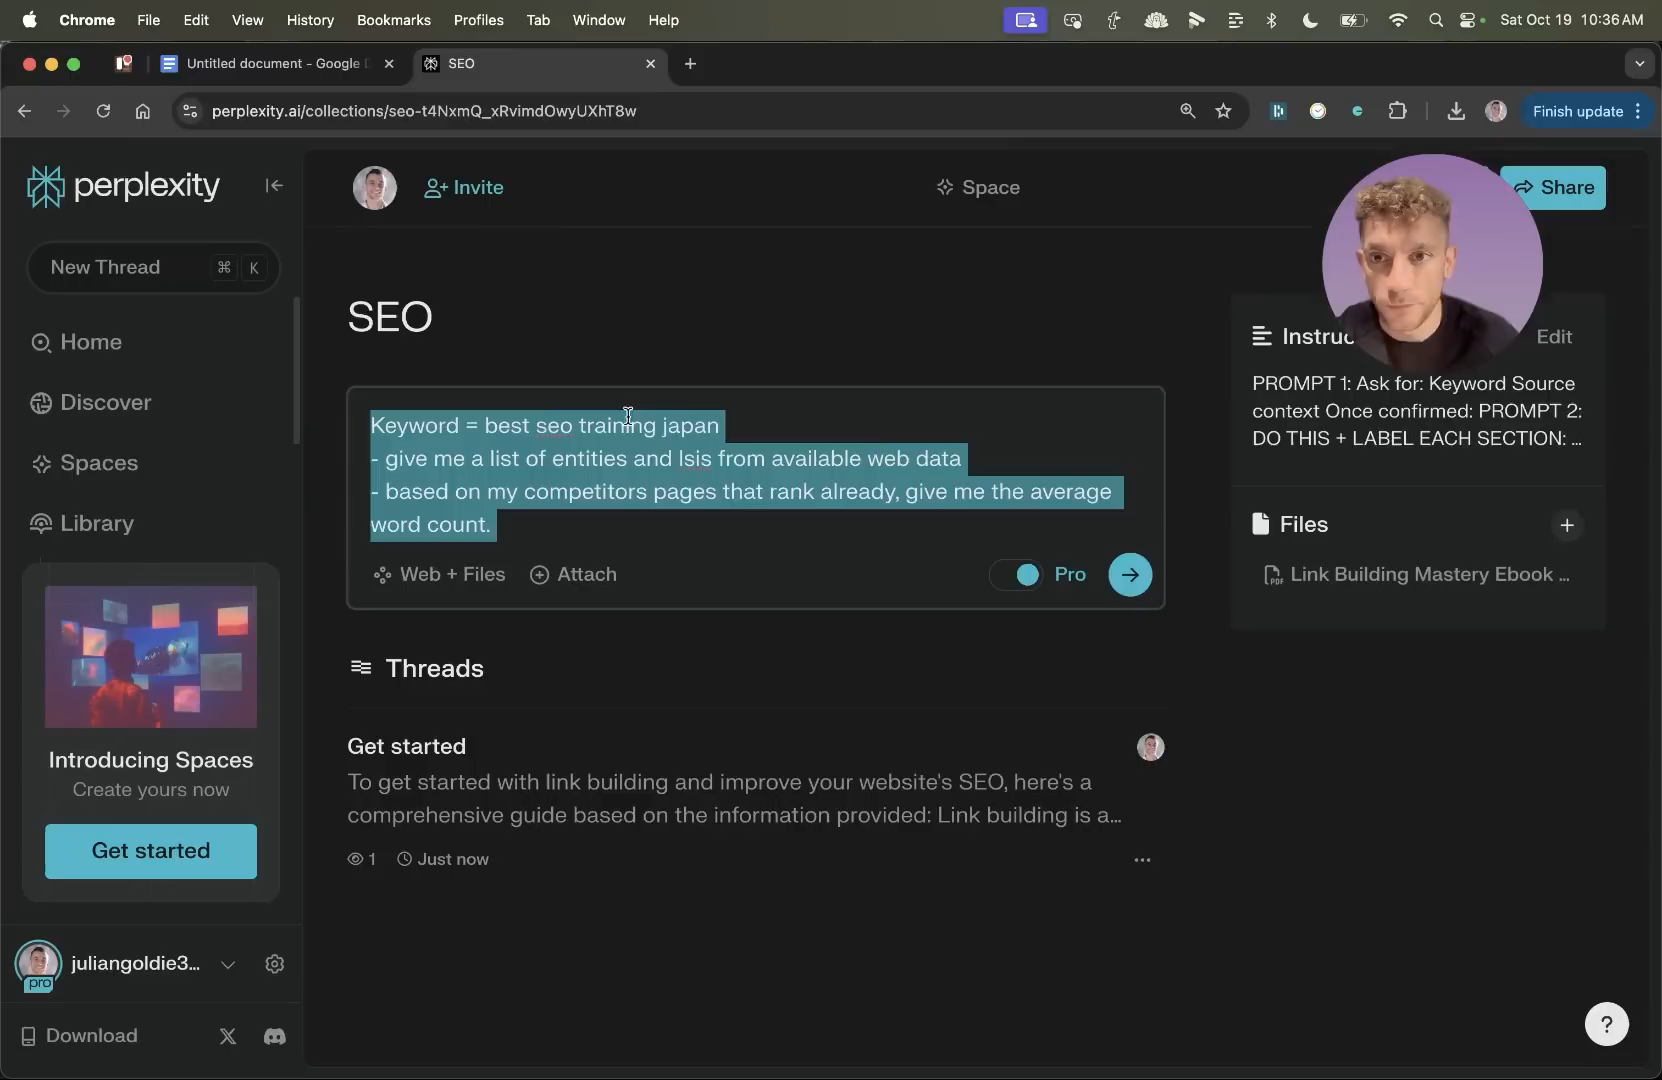 Chrome File Edit View History Bookmarks Profiles Tab Window Help Sat Oct 19 10:36 AM
Untitled document - Google
SEO
perplexity.ai/collections/seo-t4NxmQ_xRvimdOwyUXhT8w
Finish update
perplexity
Invite
Space
Share
New Thread ⌘ K
Home
Discover
Spaces
Library
Introducing Spaces
Create yours now
Get started
juliangoldie3...
pro
Download
SEO
Keyword = best seo training japan
- give me a list of entities and lsis from available web data
- based on my competitors pages that rank already, give me the average
word count.
Web + Files
Attach
Pro
Threads
Get started
To get started with link building and improve your website's SEO, here's a
comprehensive guide based on the information provided: Link building is a...
1
Just now
Edit
PROMPT 1: Ask for: Keyword Source
context Once confirmed: PROMPT 2:
DO THIS + LABEL EACH SECTION: ...
Files
Link Building Mastery Ebook ...
PDF
?